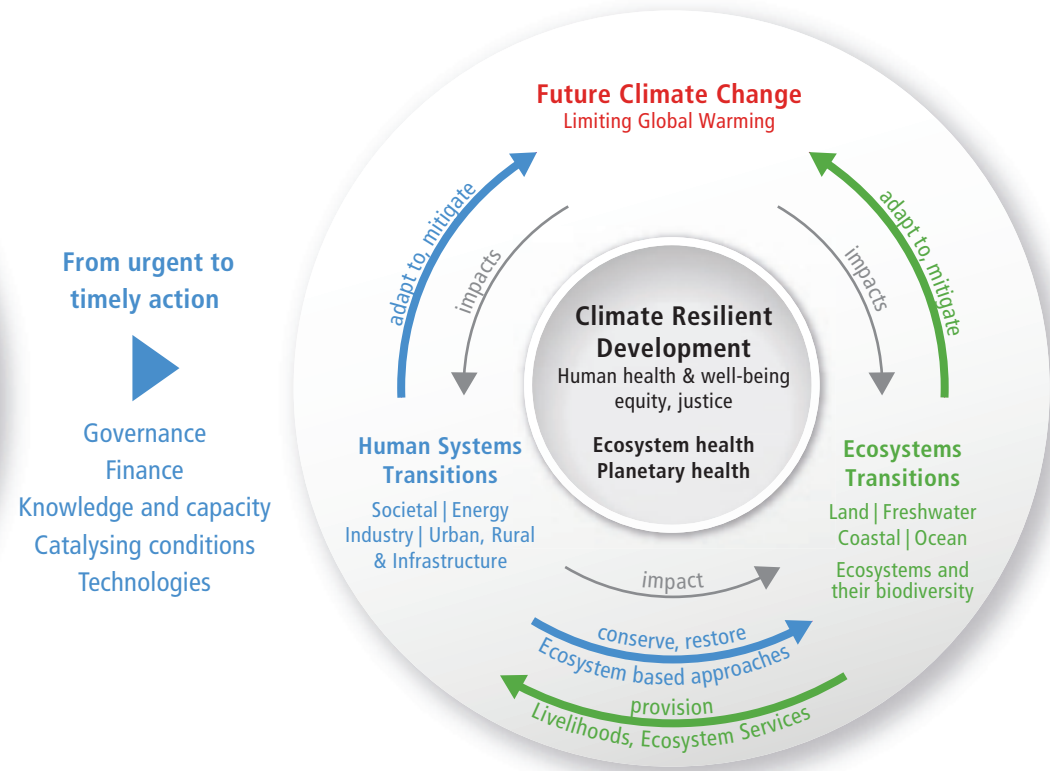 From urgent to
timely action
Governance
Finance
Knowledge and capacity
Catalysing conditions
Technologies
Future Climate Change
Limiting Global Warming
adapt to, mitigate
impacts
impacts
adapt to, mitigate
Climate Resilient
Development
Human health & well-being
equity, justice
Ecosystem health
Planetary health
Human Systems
Transitions
Societal | Energy
Industry | Urban, Rural
& Infrastructure
Ecosystems
Transitions
Land | Freshwater
Coastal | Ocean
Ecosystems and
their biodiversity
impact
conserve, restore
Ecosystem based approaches
provision
Livelihoods, Ecosystem Services